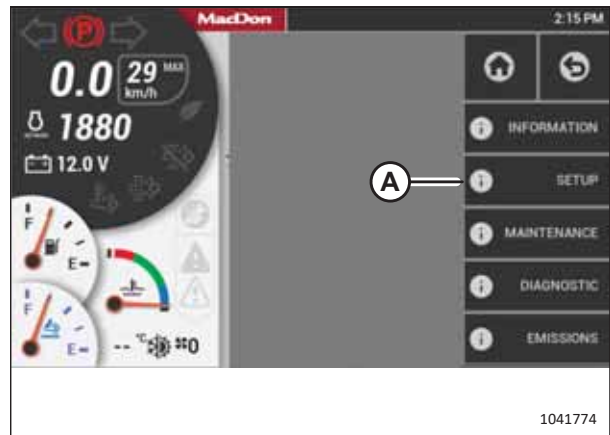 MacDon
2:15 PM
P
0.0
29 MAX
km/h
1880
12.0 V
F
E
F
E
-- °C
0
INFORMATION
A
SETUP
MAINTENANCE
DIAGNOSTIC
EMISSIONS
1041774